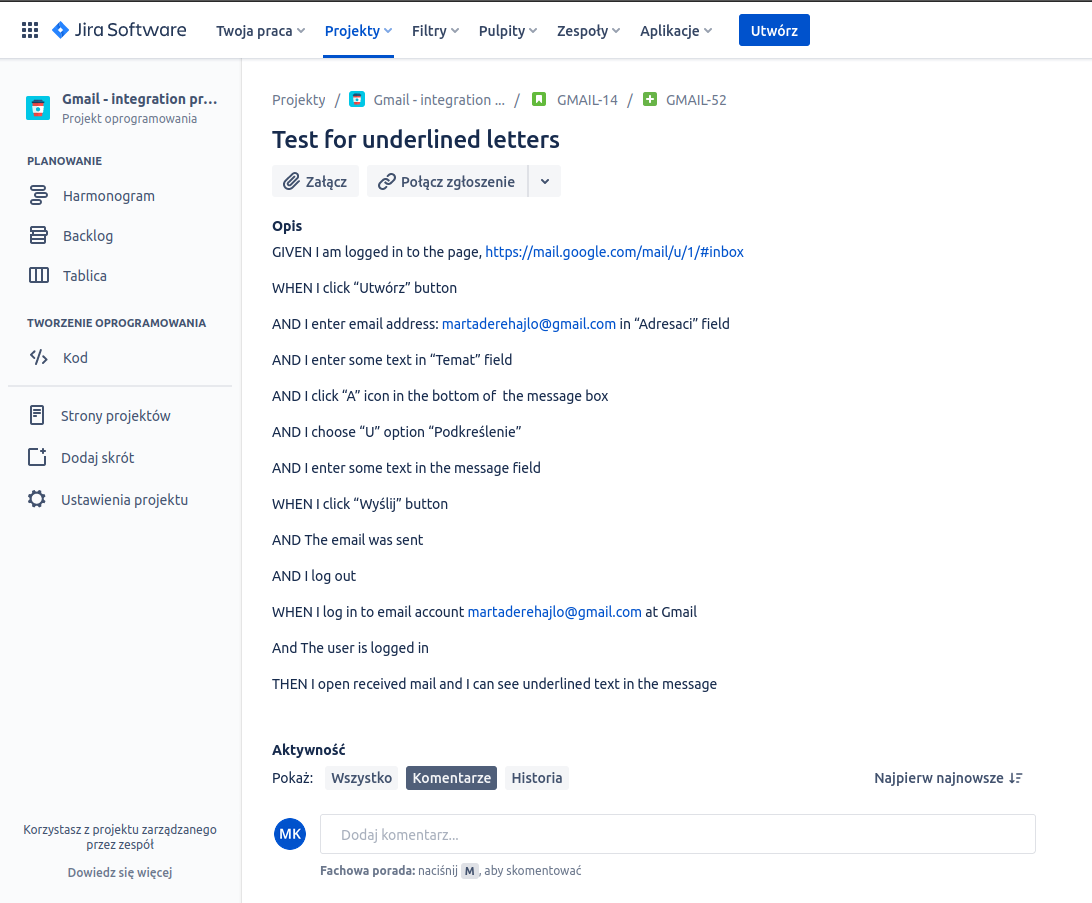 Jira Software Twoja praca Projekty Filtry Pulpity Zespoły Aplikacje Utwórz
Gmail - integration pr...
Projekt oprogramowania
PLANOWANIE
Harmonogram
Backlog
Tablica
TWORZENIE OPROGRAMOWANIA
Kod
Strony projektów
Dodaj skrót
Ustawienia projektu
Korzystasz z projektu zarządzanego
przez zespół
Dowiedz się więcej
Projekty / Gmail - integration ... / GMAIL-14 / GMAIL-52
Test for underlined letters
Załącz Połącz zgłoszenie
Opis
GIVEN I am logged in to the page, https://mail.google.com/mail/u/1/#inbox
WHEN I click “Utwórz” button
AND I enter email address: martaderehajlo@gmail.com in “Adresaci” field
AND I enter some text in “Temat” field
AND I click “A” icon in the bottom of  the message box
AND I choose “U” option “Podkreślenie”
AND I enter some text in the message field
WHEN I click “Wyślij” button
AND The email was sent
AND I log out
WHEN I log in to email account martaderehajlo@gmail.com at Gmail
And The user is logged in
THEN I open received mail and I can see underlined text in the message
Aktywność
Pokaż: Wszystko Komentarze Historia Najpierw najnowsze
MK Dodaj komentarz...
Fachowa porada: naciśnij M, aby skomentować